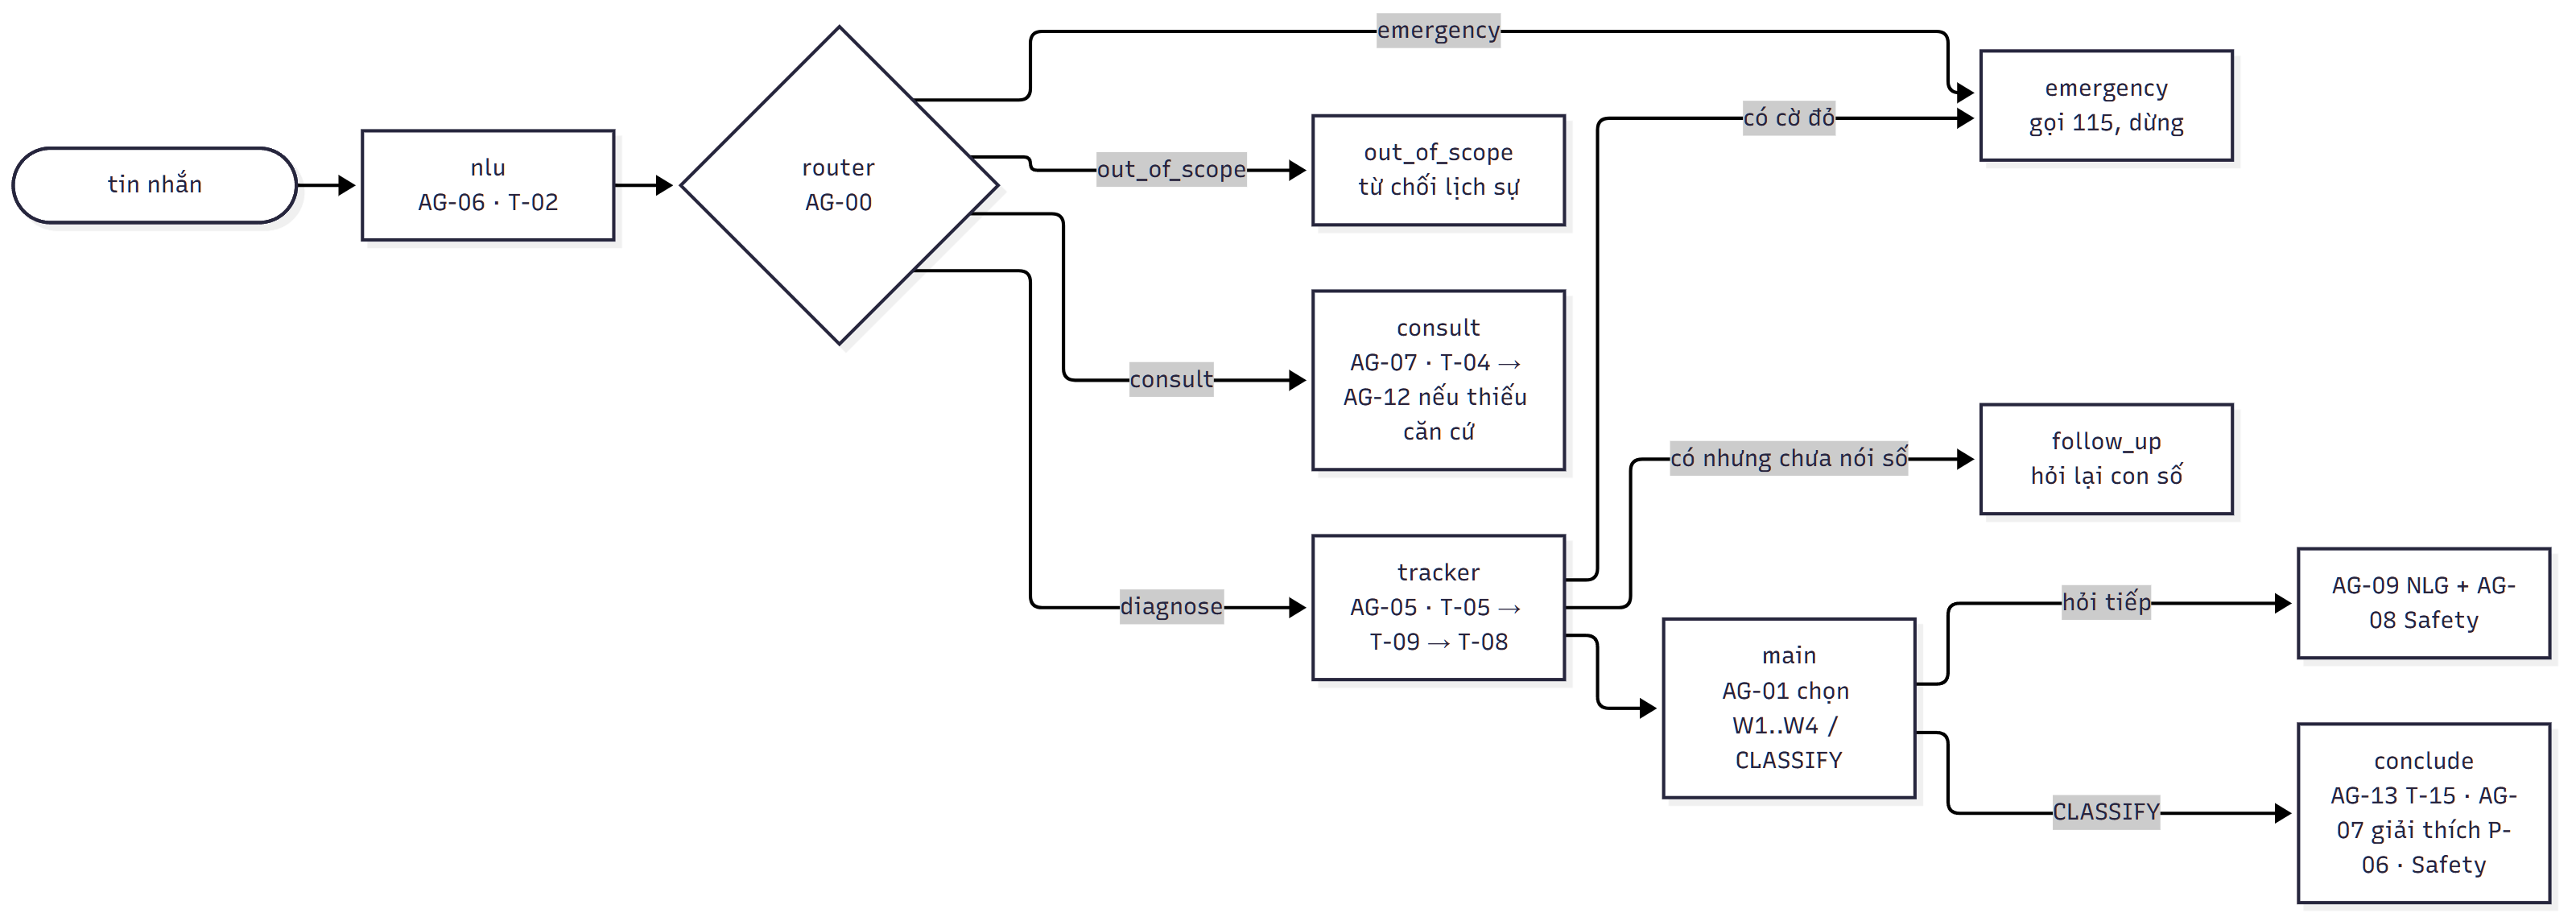 tin nhắn
nlu
AG-06 · T-02
router
AG-00
emergency
out_of_scope
consult
diagnose
out_of_scope
từ chối lịch sự
consult
AG-07 · T-04 →
AG-12 nếu thiếu
căn cứ
tracker
AG-05 · T-05 →
T-09 → T-08
có cờ đỏ
có nhưng chưa nói số
emergency
gọi 115, dừng
follow_up
hỏi lại con số
main
AG-01 chọn
W1..W4 /
CLASSIFY
hỏi tiếp
CLASSIFY
AG-09 NLG + AG-
08 Safety
conclude
AG-13 T-15 · AG-
07 giải thích P-
06 · Safety